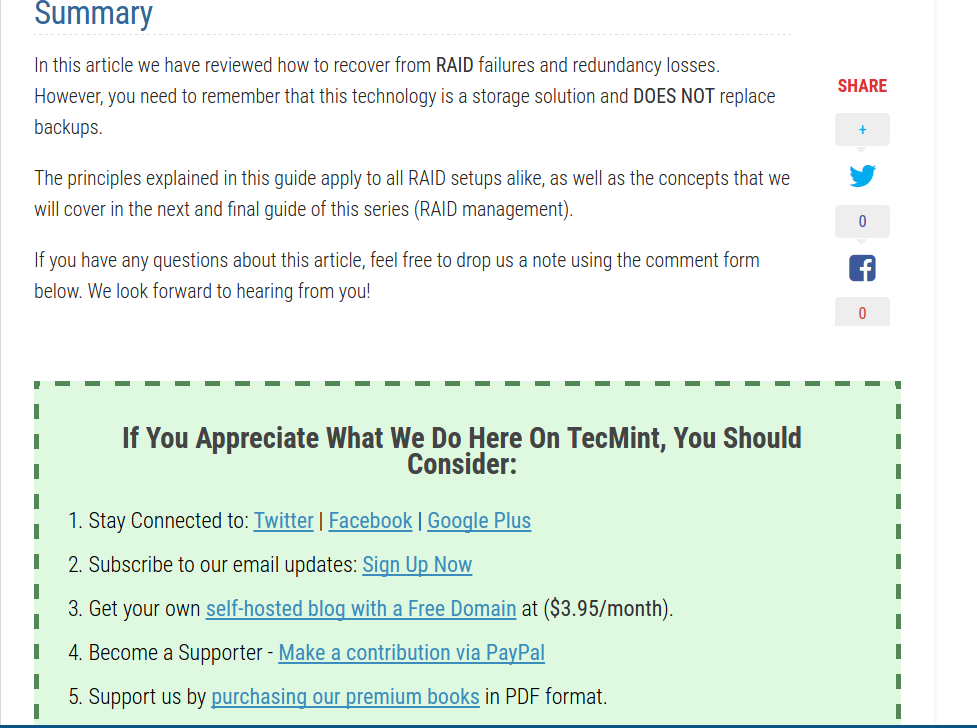 Summary
In this article we have reviewed how to recover from RAID failures and redundancy losses.
However, you need to remember that this technology is a storage solution and DOES NOT replace
backups.
The principles explained in this guide apply to all RAID setups alike, as well as the concepts that we
will cover in the next and final guide of this series (RAID management).
If you have any questions about this article, feel free to drop us a note using the comment form
below. We look forward to hearing from you!
SHARE
+
0
0
If You Appreciate What We Do Here On TecMint, You Should
Consider:
1. Stay Connected to: Twitter | Facebook | Google Plus
2. Subscribe to our email updates: Sign Up Now
3. Get your own self-hosted blog with a Free Domain at ($3.95/month).
4. Become a Supporter - Make a contribution via PayPal
5. Support us by purchasing our premium books in PDF format.